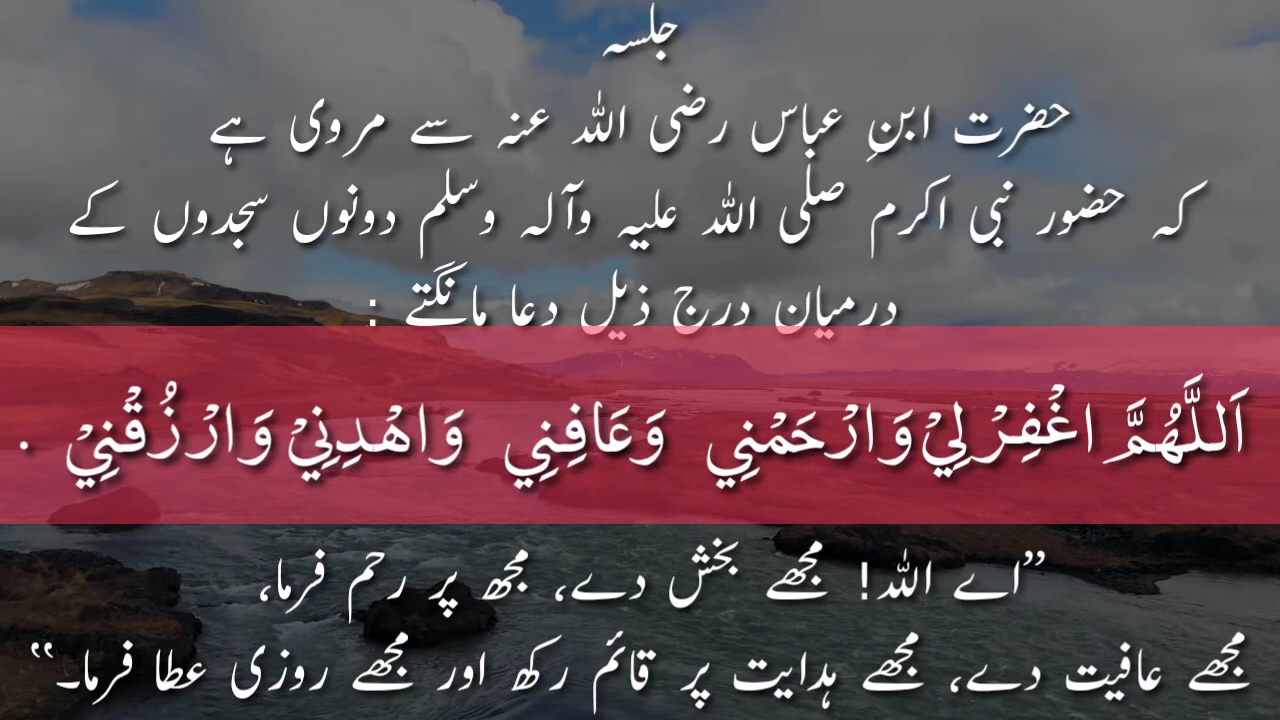 جلسہ
حضرت ابنِ عباس رضی اللہ عنہ سے مروی ہے
کہ حضور نبی اکرم صلی اللہ علیہ وآلہ وسلم دونوں سجدوں کے
درمیان درج ذیل دعا مانگتے :
اَللَّهُمَّ اغْفِرْ لِيْ وَارْحَمْنِي وَعَافِنِي وَاهْدِنِيْ وَارْزُقْنِيْ .
”اے اللہ! مجھے بخش دے، مجھ پر رحم فرما،
مجھے عافیت دے، مجھے ہدایت پر قائم رکھ اور مجھے روزی عطا فرما۔“